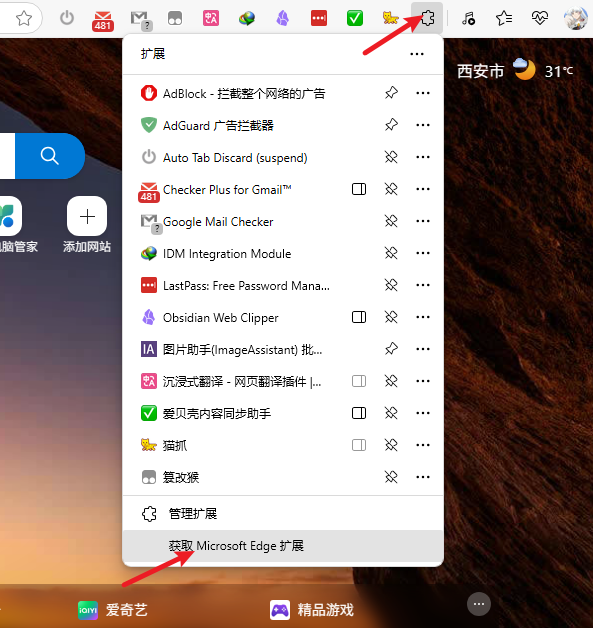 481
?
扩展
西安市
31°C
AdBlock - 拦截整个网络的广告
AdGuard 广告拦截器
Auto Tab Discard (suspend)
Checker Plus for Gmail™
481
Google Mail Checker
?
IDM Integration Module
LastPass: Free Password Mana...
Obsidian Web Clipper
IA
图片助手(ImageAssistant) 批...
沉浸式翻译 - 网页翻译插件 |...
爱贝壳内容同步助手
猫抓
篡改猴
管理扩展
获取 Microsoft Edge 扩展
脑管家
添加网站
iQIYI
爱奇艺
精品游戏